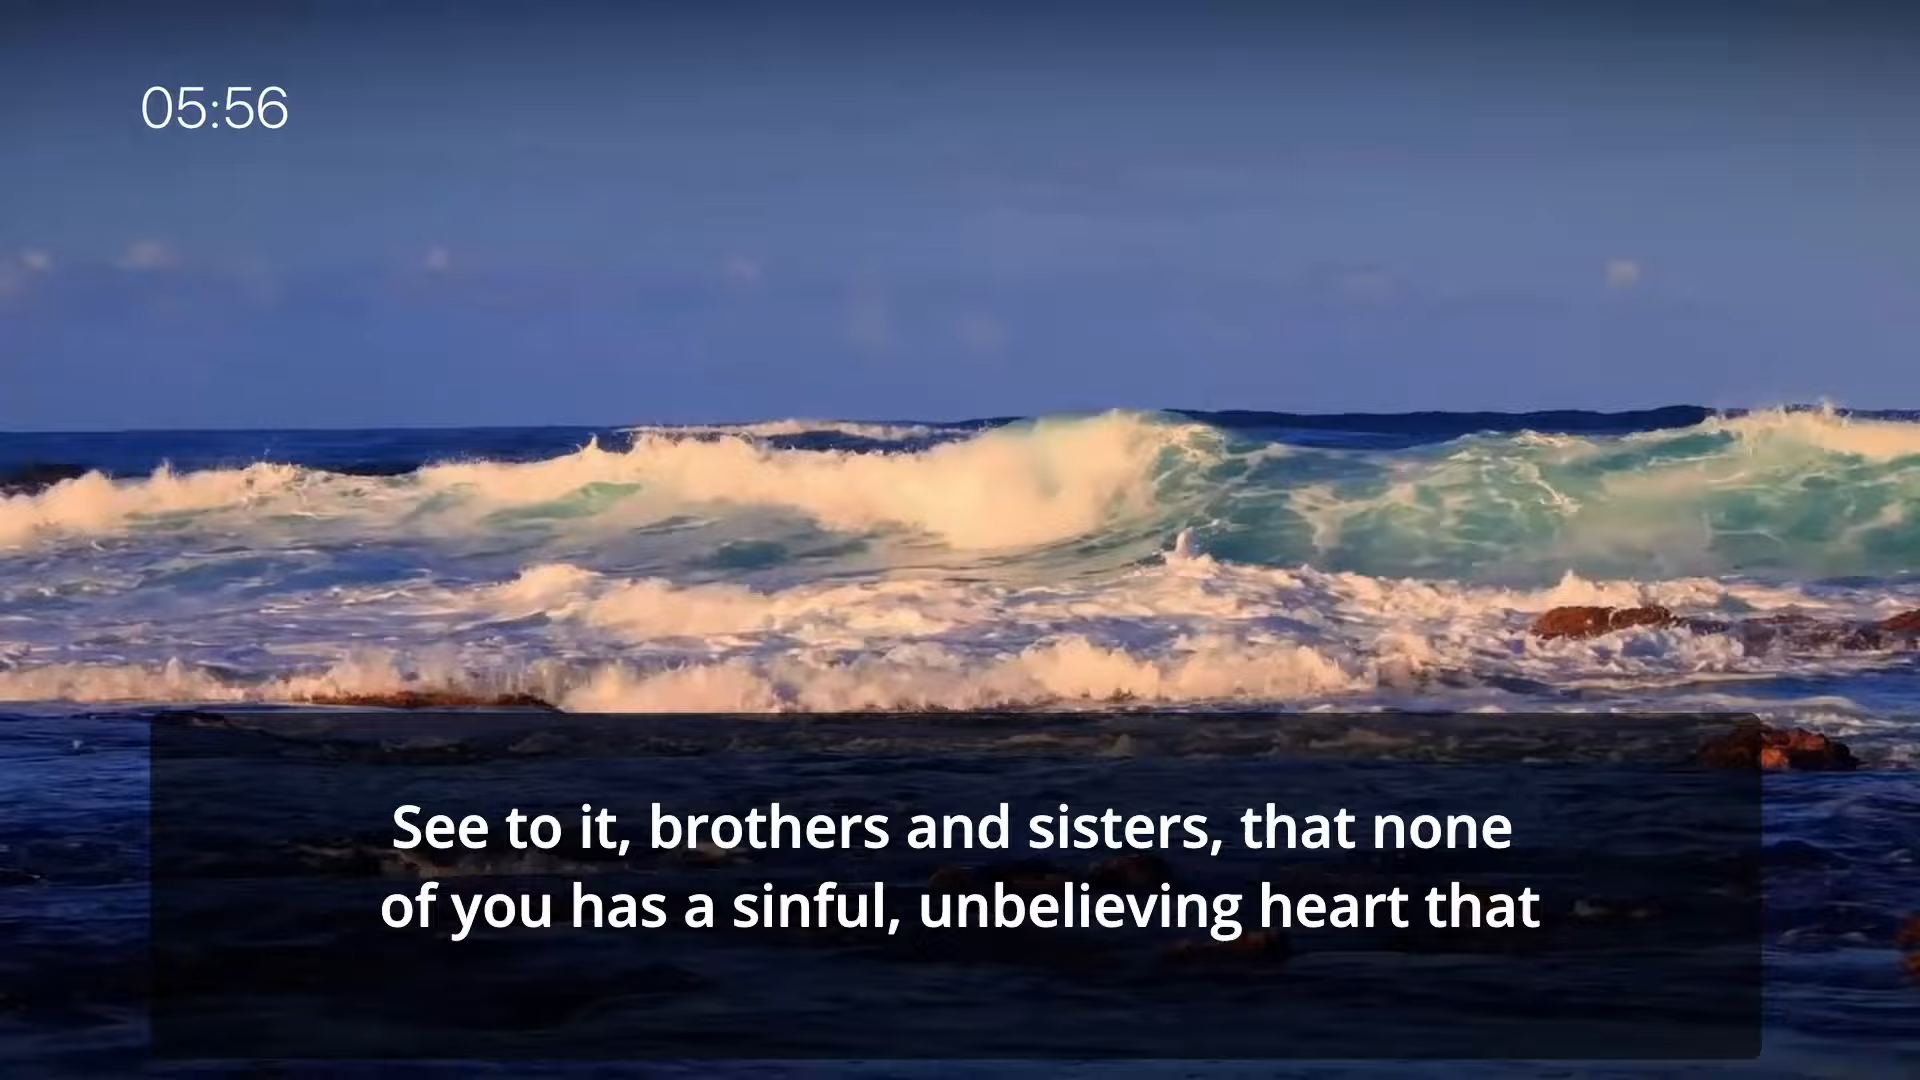 05:56
See to it, brothers and sisters, that none
of you has a sinful, unbelieving heart that